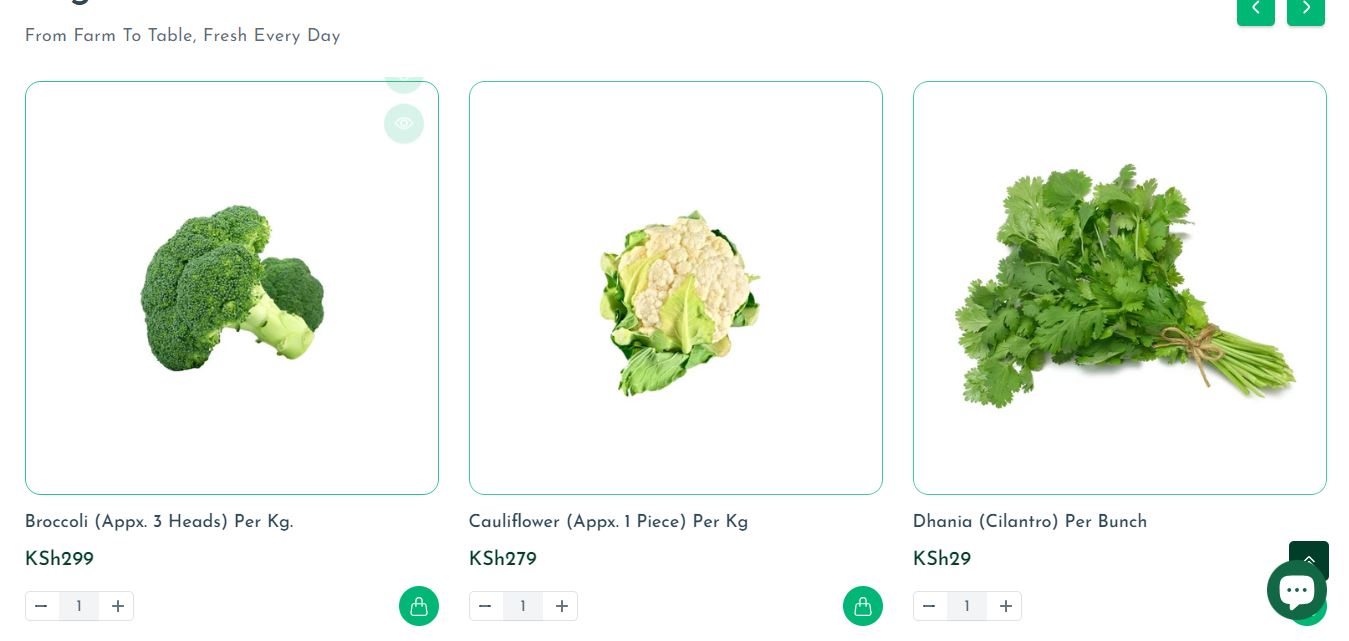 From Farm To Table, Fresh Every Day
Broccoli (Appx. 3 Heads) Per Kg.
KSh299
1
Cauliflower (Appx. 1 Piece) Per Kg
KSh279
1
Dhania (Cilantro) Per Bunch
KSh29
1